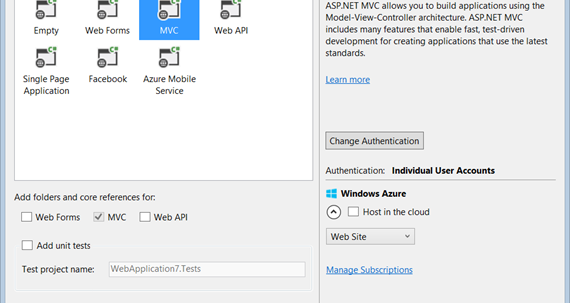 Empty
Web Forms
MVC
Web API
Single Page
Application
Facebook
Azure Mobile
Service
ASP.NET MVC allows you to build applications using the
Model-View-Controller architecture. ASP.NET MVC
includes many features that enable fast, test-driven
development for creating applications that use the latest
standards.
Learn more
Change Authentication
Authentication: Individual User Accounts
Windows Azure
Host in the cloud
Web Site
Manage Subscriptions
Add folders and core references for:
Web Forms
MVC
Web API
Add unit tests
Test project name:
WebApplication7.Tests